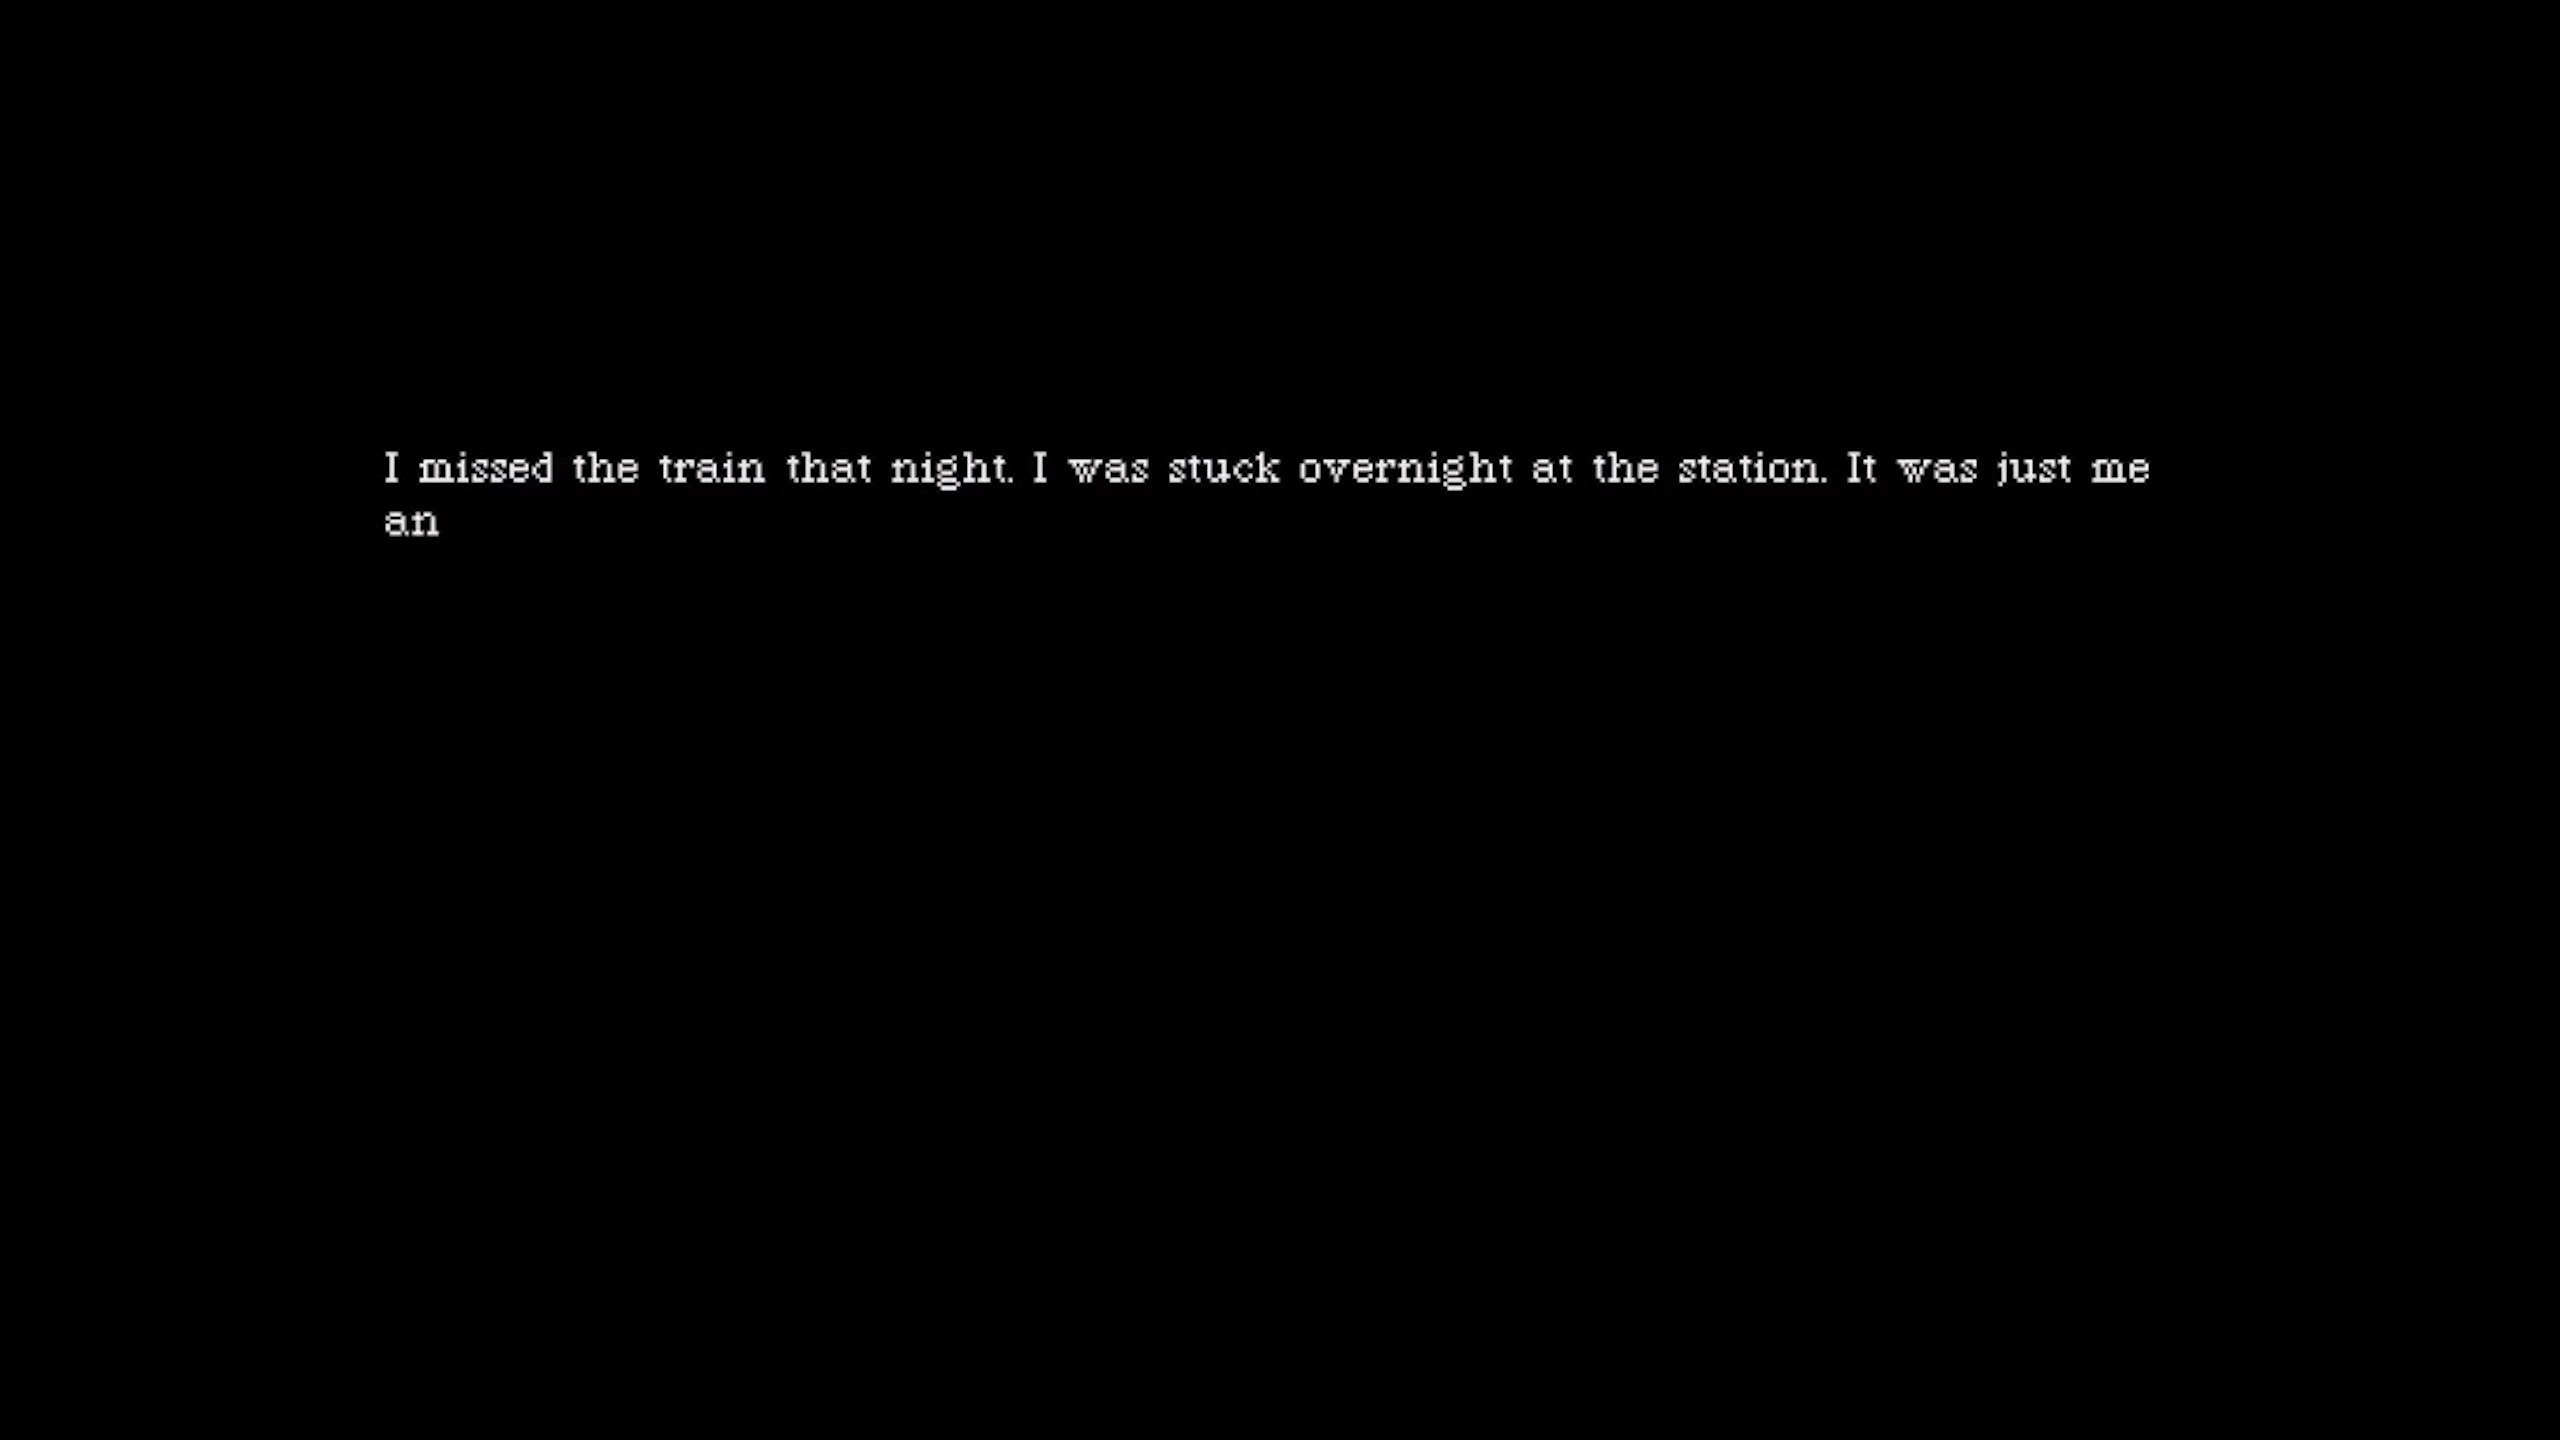 I missed the train that night. I was stuck overnight at the station. It was just me
an